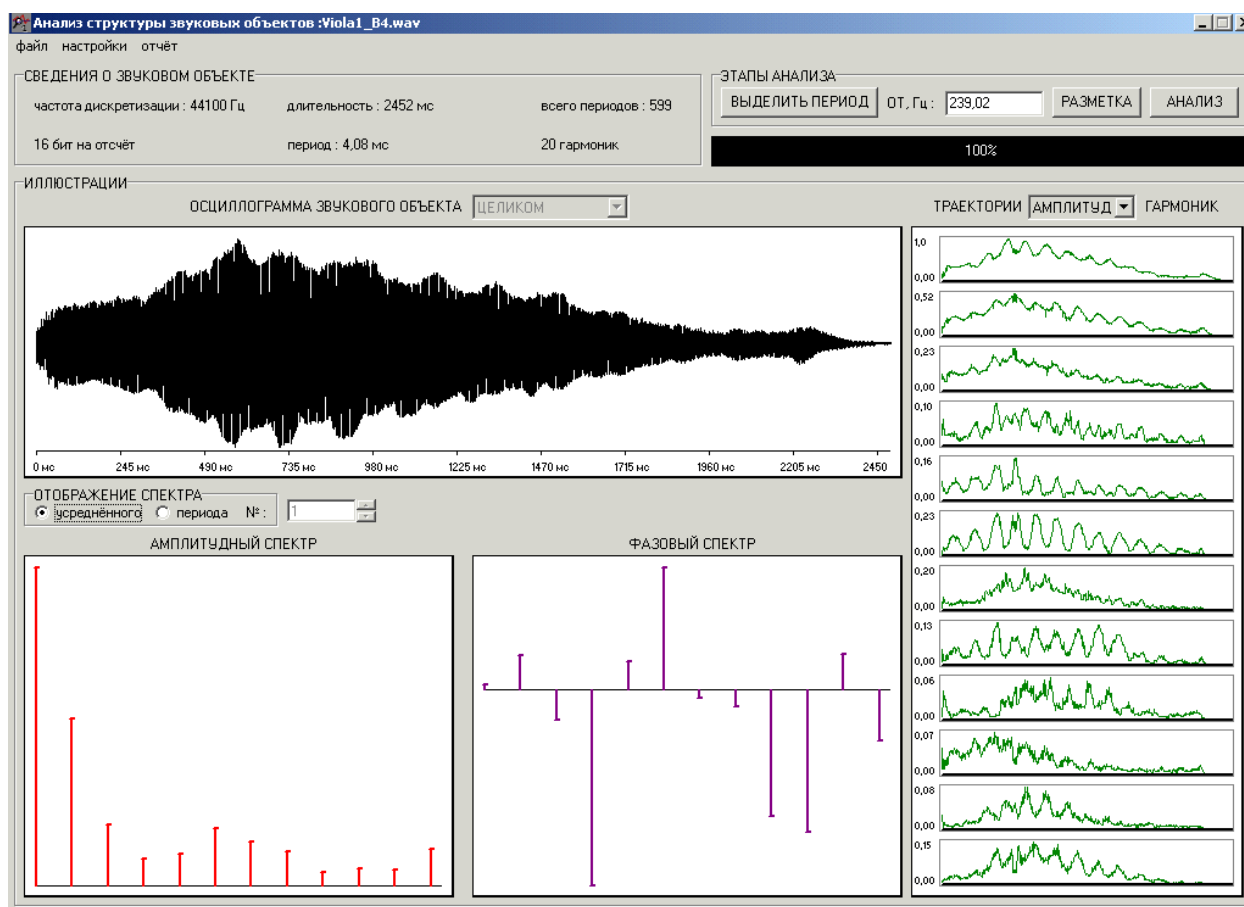 Анализ структуры звуковых объектов :Viola1_B4.wav
файл настройки отчёт
СВЕДЕНИЯ О ЗВУКОВОМ ОБЪЕКТЕ
частота дискретизации : 44100 Гц длительность : 2452 мс всего периодов : 599
16 бит на отсчёт период : 4,08 мс 20 гармоник
ЭТАПЫ АНАЛИЗА
ВЫДЕЛИТЬ ПЕРИОД ОТ, Гц : 239,02 РАЗМЕТКА АНАЛИЗ
100%
ИЛЛЮСТРАЦИИ
ОСЦИЛЛОГРАММА ЗВУКОВОГО ОБЪЕКТА ЦЕЛИКОМ
0 мс 245 мс 490 мс 735 мс 980 мс 1225 мс 1470 мс 1715 мс 1960 мс 2205 мс 2450
ОТОБРАЖЕНИЕ СПЕКТРА
усреднённого периода № : 1
АМПЛИТУДНЫЙ СПЕКТР
ФАЗОВЫЙ СПЕКТР
ТРАЕКТОРИИ АМПЛИТУД ГАРМОНИК
1,0
0,00
0,52
0,00
0,23
0,00
0,10
0,00
0,16
0,00
0,23
0,00
0,20
0,00
0,13
0,00
0,06
0,00
0,07
0,00
0,08
0,00
0,15
0,00